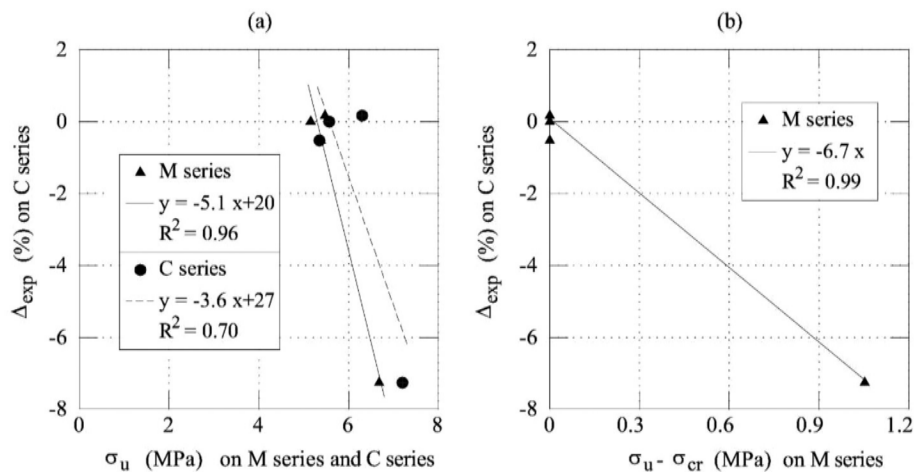 (a)
Δexp (%) on C series
2
0
-2
-4
-6
-8
M series
y = -5.1 x+20
R² = 0.96
C series
y = -3.6 x+27
R² = 0.70
0 2 4 6 8
σu (MPa) on M series and C series
(b)
Δexp (%) on C series
2
0
-2
-4
-6
-8
M series
y = -6.7 x
R² = 0.99
0 0.3 0.6 0.9 1.2
σu- σcr (MPa) on M series